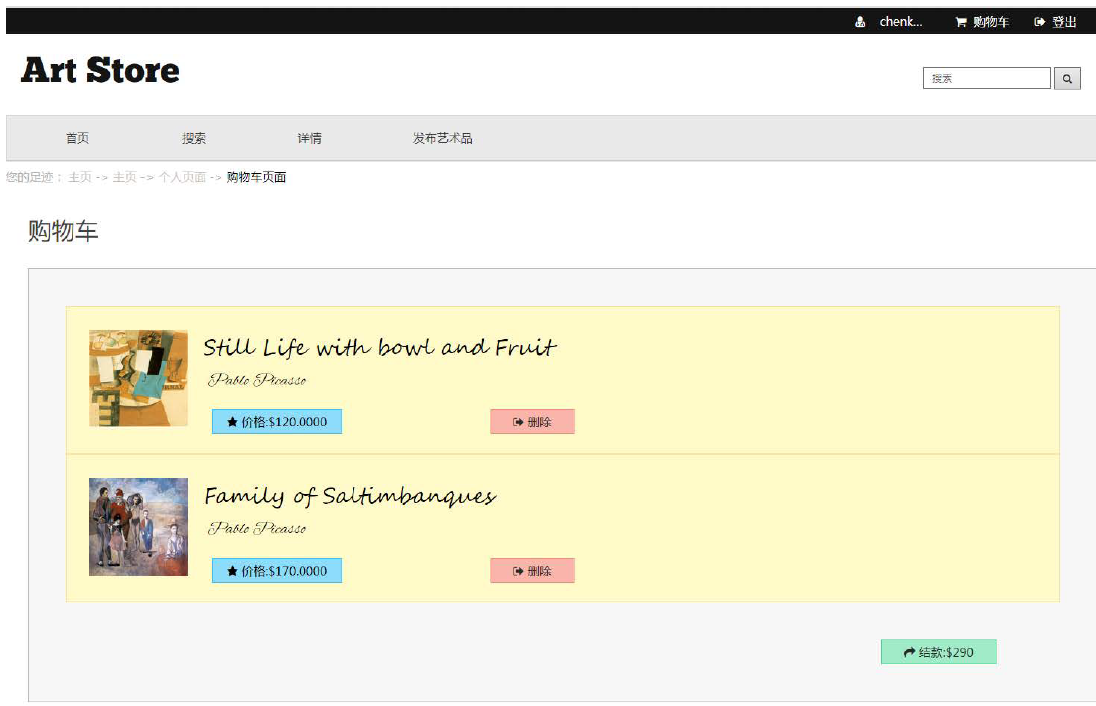 chenk... 购物车 登出
Art Store
搜索
首页 搜索 详情 发布艺术品
您的足迹： 主页 -> 主页 -> 个人页面 -> 购物车页面
购物车
Still Life with bowl and Fruit
Pablo Picasso
价格:$120.0000 删除
Family of Saltimbanques
Pablo Picasso
价格:$170.0000 删除
结款:$290